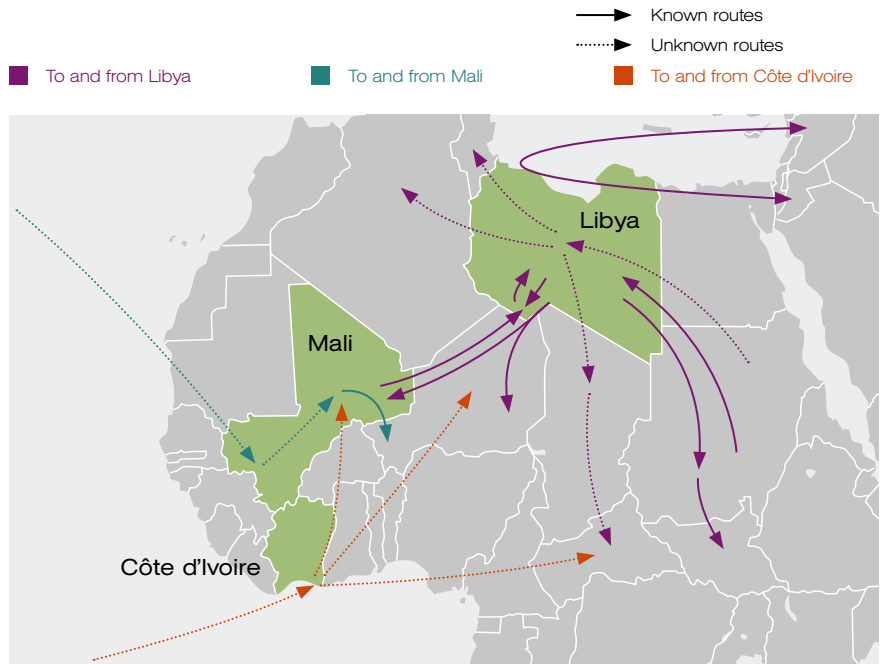 Known routes
Unknown routes
To and from Libya
To and from Mali
To and from Côte d'Ivoire
Libya
Mali
Côte d'Ivoire